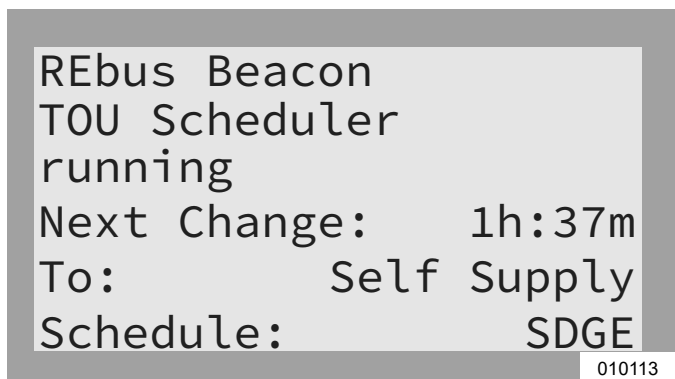 REbus Beacon
TOU Scheduler
running
Next Change: 1h:37m
To: Self Supply
Schedule: SDGE
010113